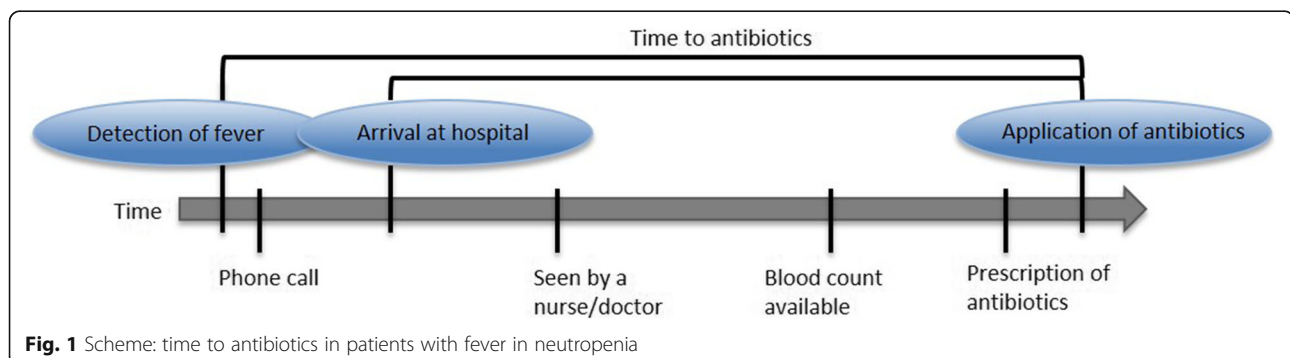 Time to antibiotics
Detection of fever
Arrival at hospital
Application of antibiotics
Time
Phone call
Seen by a
nurse/doctor
Blood count
available
Prescription of
antibiotics
Fig. 1 Scheme: time to antibiotics in patients with fever in neutropenia